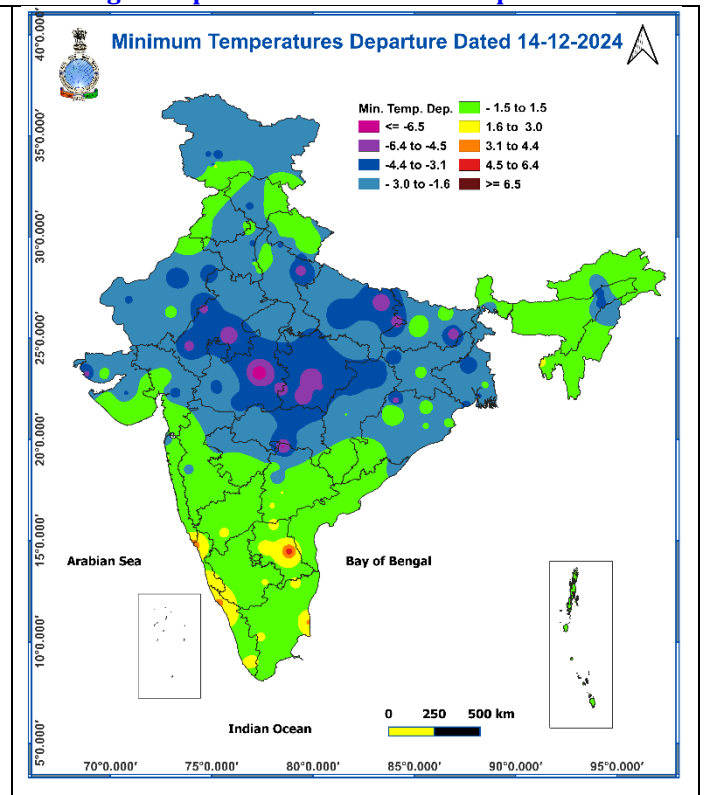 Minimum Temperatures Departure Dated 14-12-2024
Min. Temp. Dep.
<= -6.5
-6.4 to -4.5
-4.4 to -3.1
- 3.0 to -1.6
- 1.5 to 1.5
1.6 to 3.0
3.1 to 4.4
4.5 to 6.4
>= 6.5
40°0.000'
35°0.000'
30°0.000'
25°0.000'
20°0.000'
15°0.000'
10°0.000'
5°0.000'
Arabian Sea
Bay of Bengal
Indian Ocean
0 250 500 km
70°0.000' 75°0.000' 80°0.000' 85°0.000' 90°0.000' 95°0.000'